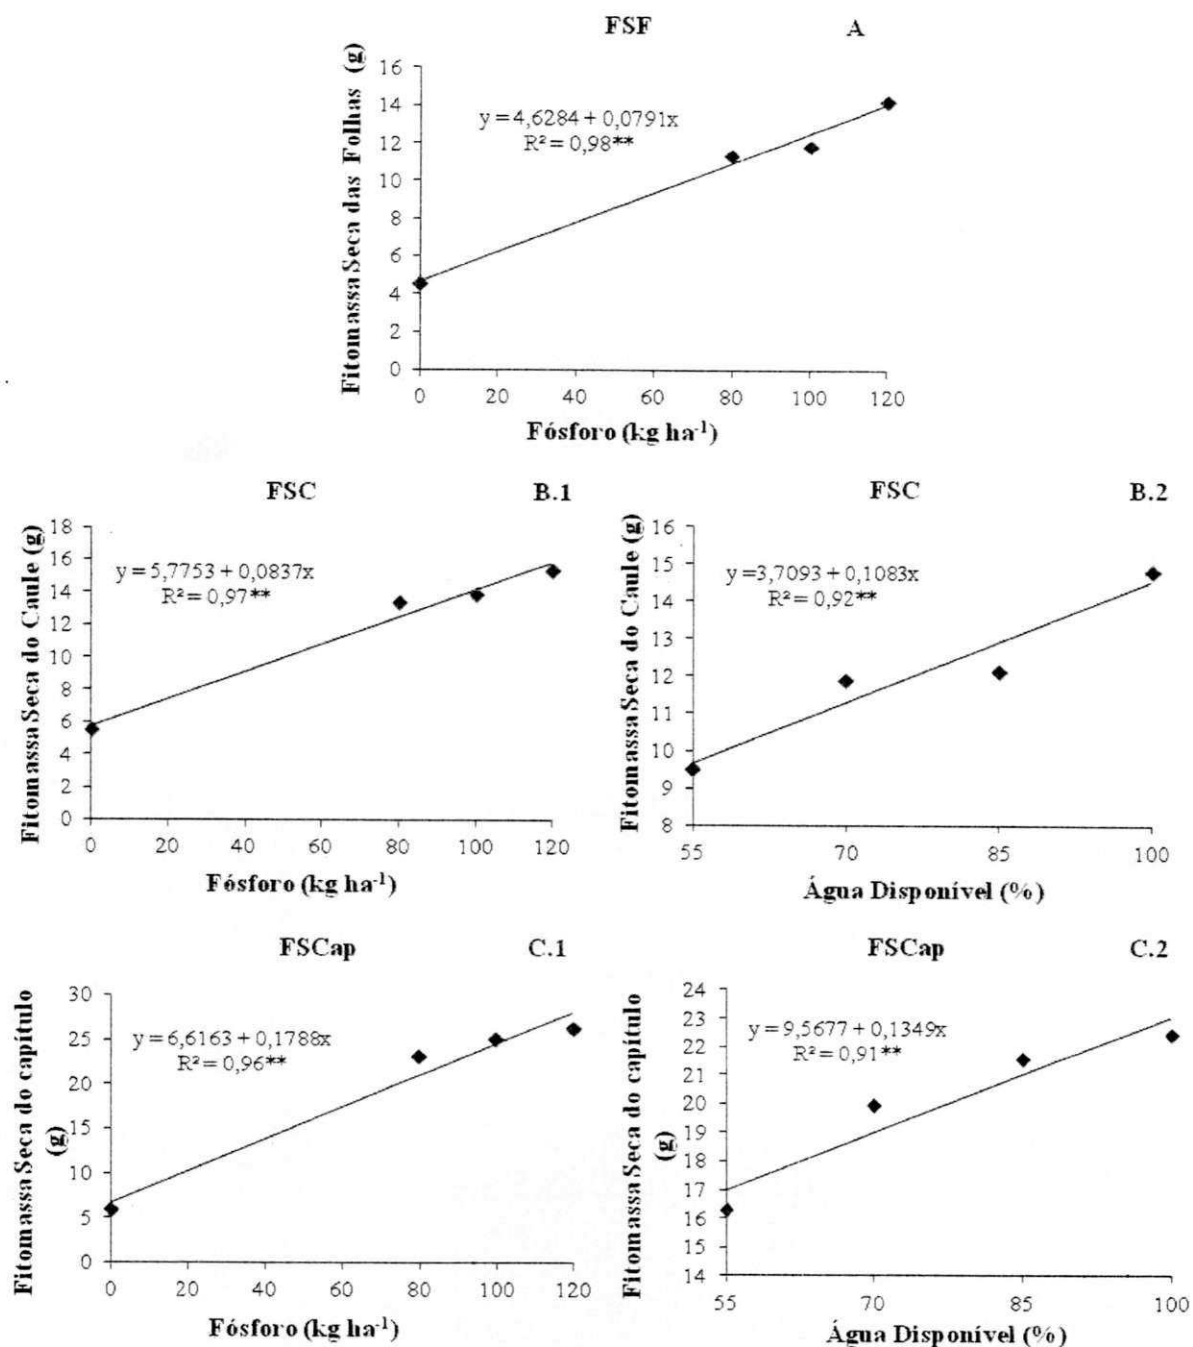 FSF A
Fitomassa Seca das Folhas (g)
16
14
12
10
8
6
4
2
0
y = 4,6284 + 0,0791x
R² = 0,98**
0 20 40 60 80 100 120
Fósforo (kg ha⁻¹)
FSC B.1
Fitomassa Seca do Caule (g)
18
16
14
12
10
8
6
4
2
0
y = 5,7753 + 0,0837x
R² = 0,97**
0 20 40 60 80 100 120
Fósforo (kg ha⁻¹)
FSC B.2
Fitomassa Seca do Caule (g)
16
15
14
13
12
11
10
9
8
y =3,7093 + 0,1083x
R² = 0,92**
55 70 85 100
Água Disponível (%)
FSCap C.1
Fitomassa Seca do capítulo
(g)
30
25
20
15
10
5
0
y = 6,6163 + 0,1788x
R² = 0,96**
0 20 40 60 80 100 120
Fósforo (kg ha⁻¹)
FSCap C.2
Fitomassa Seca do capítulo
(g)
24
23
22
21
20
19
18
17
16
15
14
y = 9,5677 + 0,1349x
R² = 0,91**
55 70 85 100
Água Disponível (%)